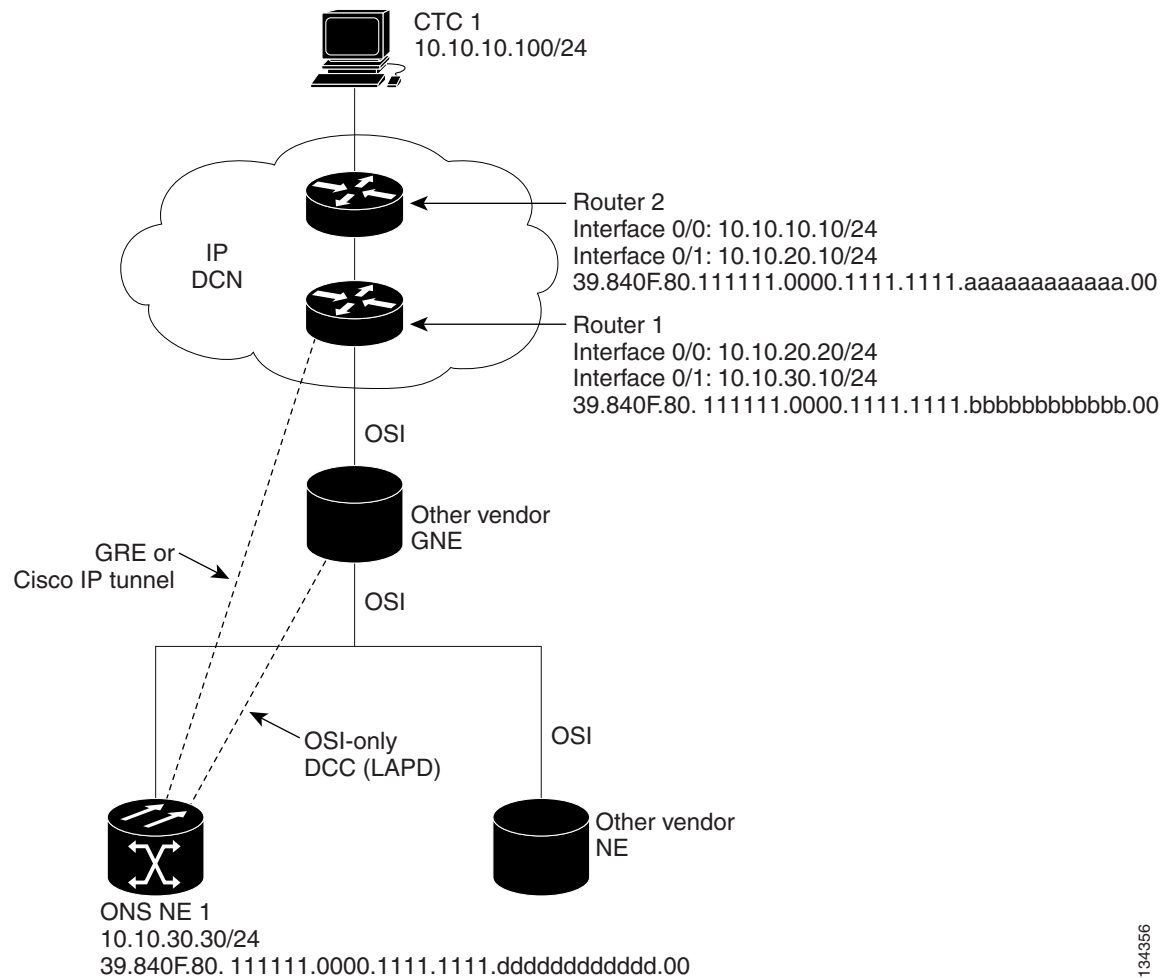 CTC 1
10.10.10.100/24
Router 2
Interface 0/0: 10.10.10.10/24
Interface 0/1: 10.10.20.10/24
39.840F.80.111111.0000.1111.1111.aaaaaaaaaaaa.00
IP
DCN
Router 1
Interface 0/0: 10.10.20.20/24
Interface 0/1: 10.10.30.10/24
39.840F.80. 111111.0000.1111.1111.bbbbbbbbbbbb.00
OSI
Other vendor
GNE
GRE or
Cisco IP tunnel
OSI
OSI-only
DCC (LAPD)
OSI
Other vendor
NE
ONS NE 1
10.10.30.30/24
39.840F.80. 111111.0000.1111.1111.dddddddddddd.00
134356